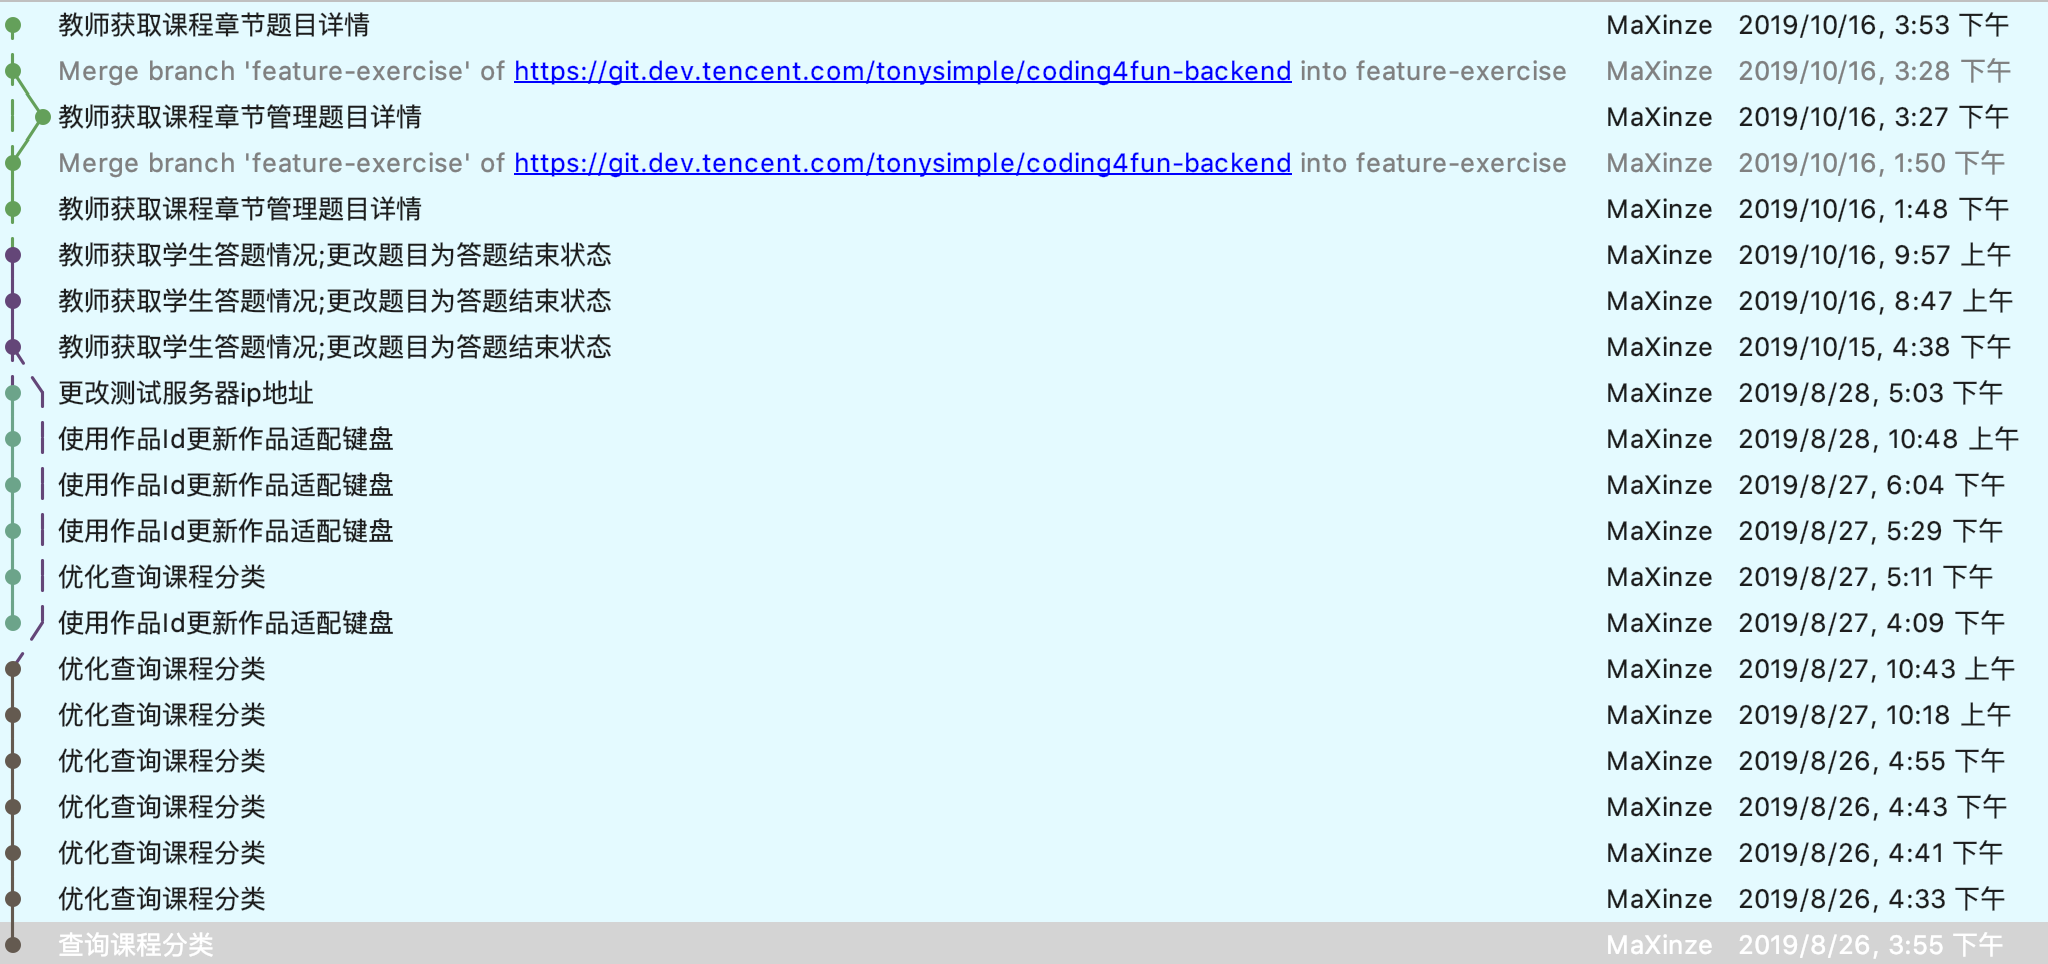 教师获取课程章节题目详情 MaXinze 2019/10/16, 3:53 下午
Merge branch 'feature-exercise' of https://git.dev.tencent.com/tonysimple/coding4fun-backend into feature-exercise MaXinze 2019/10/16, 3:28 下午
教师获取课程章节管理题目详情 MaXinze 2019/10/16, 3:27 下午
Merge branch 'feature-exercise' of https://git.dev.tencent.com/tonysimple/coding4fun-backend into feature-exercise MaXinze 2019/10/16, 1:50 下午
教师获取课程章节管理题目详情 MaXinze 2019/10/16, 1:48 下午
教师获取学生答题情况;更改题目为答题结束状态 MaXinze 2019/10/16, 9:57 上午
教师获取学生答题情况;更改题目为答题结束状态 MaXinze 2019/10/16, 8:47 上午
教师获取学生答题情况;更改题目为答题结束状态 MaXinze 2019/10/15, 4:38 下午
更改测试服务器ip地址 MaXinze 2019/8/28, 5:03 下午
使用作品Id更新作品适配键盘 MaXinze 2019/8/28, 10:48 上午
使用作品Id更新作品适配键盘 MaXinze 2019/8/27, 6:04 下午
使用作品Id更新作品适配键盘 MaXinze 2019/8/27, 5:29 下午
优化查询课程分类 MaXinze 2019/8/27, 5:11 下午
使用作品Id更新作品适配键盘 MaXinze 2019/8/27, 4:09 下午
优化查询课程分类 MaXinze 2019/8/27, 10:43 上午
优化查询课程分类 MaXinze 2019/8/27, 10:18 上午
优化查询课程分类 MaXinze 2019/8/26, 4:55 下午
优化查询课程分类 MaXinze 2019/8/26, 4:43 下午
优化查询课程分类 MaXinze 2019/8/26, 4:41 下午
优化查询课程分类 MaXinze 2019/8/26, 4:33 下午
查询课程分类 MaXinze 2019/8/26, 3:55 下午